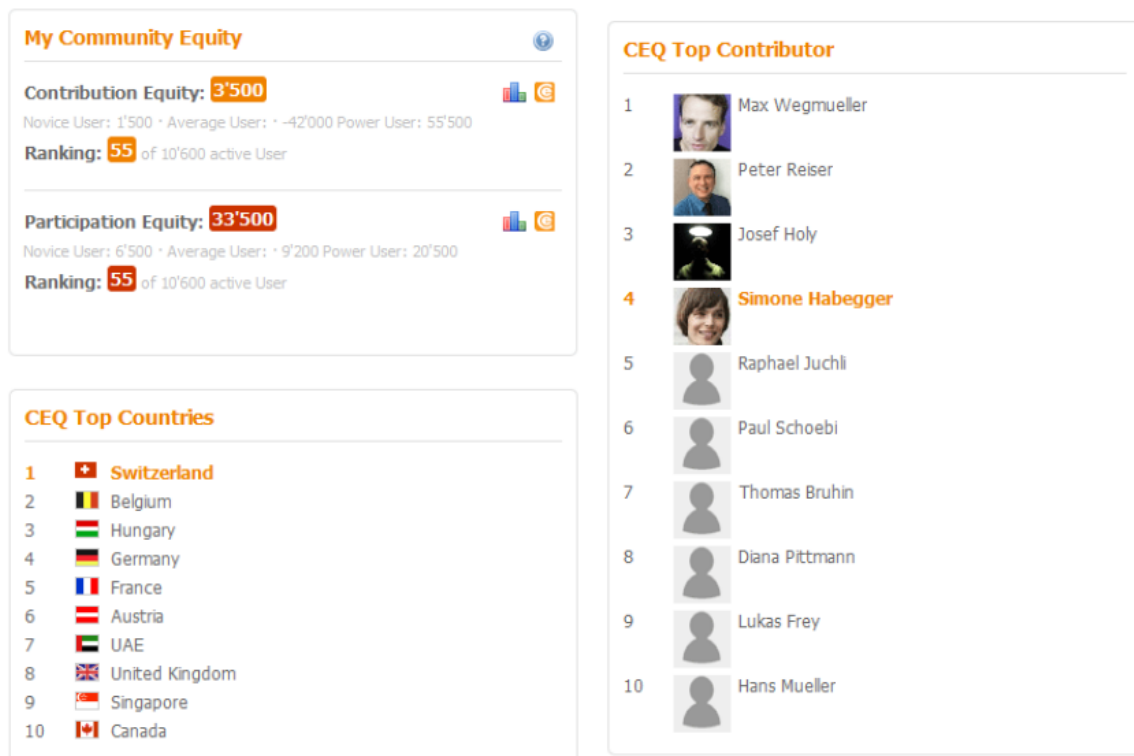 My Community Equity
Contribution Equity: 3'500
Novice User: 1'500 · Average User: · -42'000 Power User: 55'500
Ranking: 55 of 10'600 active User
Participation Equity: 33'500
Novice User: 6'500 · Average User: · 9'200 Power User: 20'500
Ranking: 55 of 10'600 active User
CEQ Top Countries
1 Switzerland
2 Belgium
3 Hungary
4 Germany
5 France
6 Austria
7 UAE
8 United Kingdom
9 Singapore
10 Canada
CEQ Top Contributor
1 Max Wegmueller
2 Peter Reiser
3 Josef Holy
4 Simone Habegger
5 Raphael Juchli
6 Paul Schoebi
7 Thomas Bruhin
8 Diana Pittmann
9 Lukas Frey
10 Hans Mueller